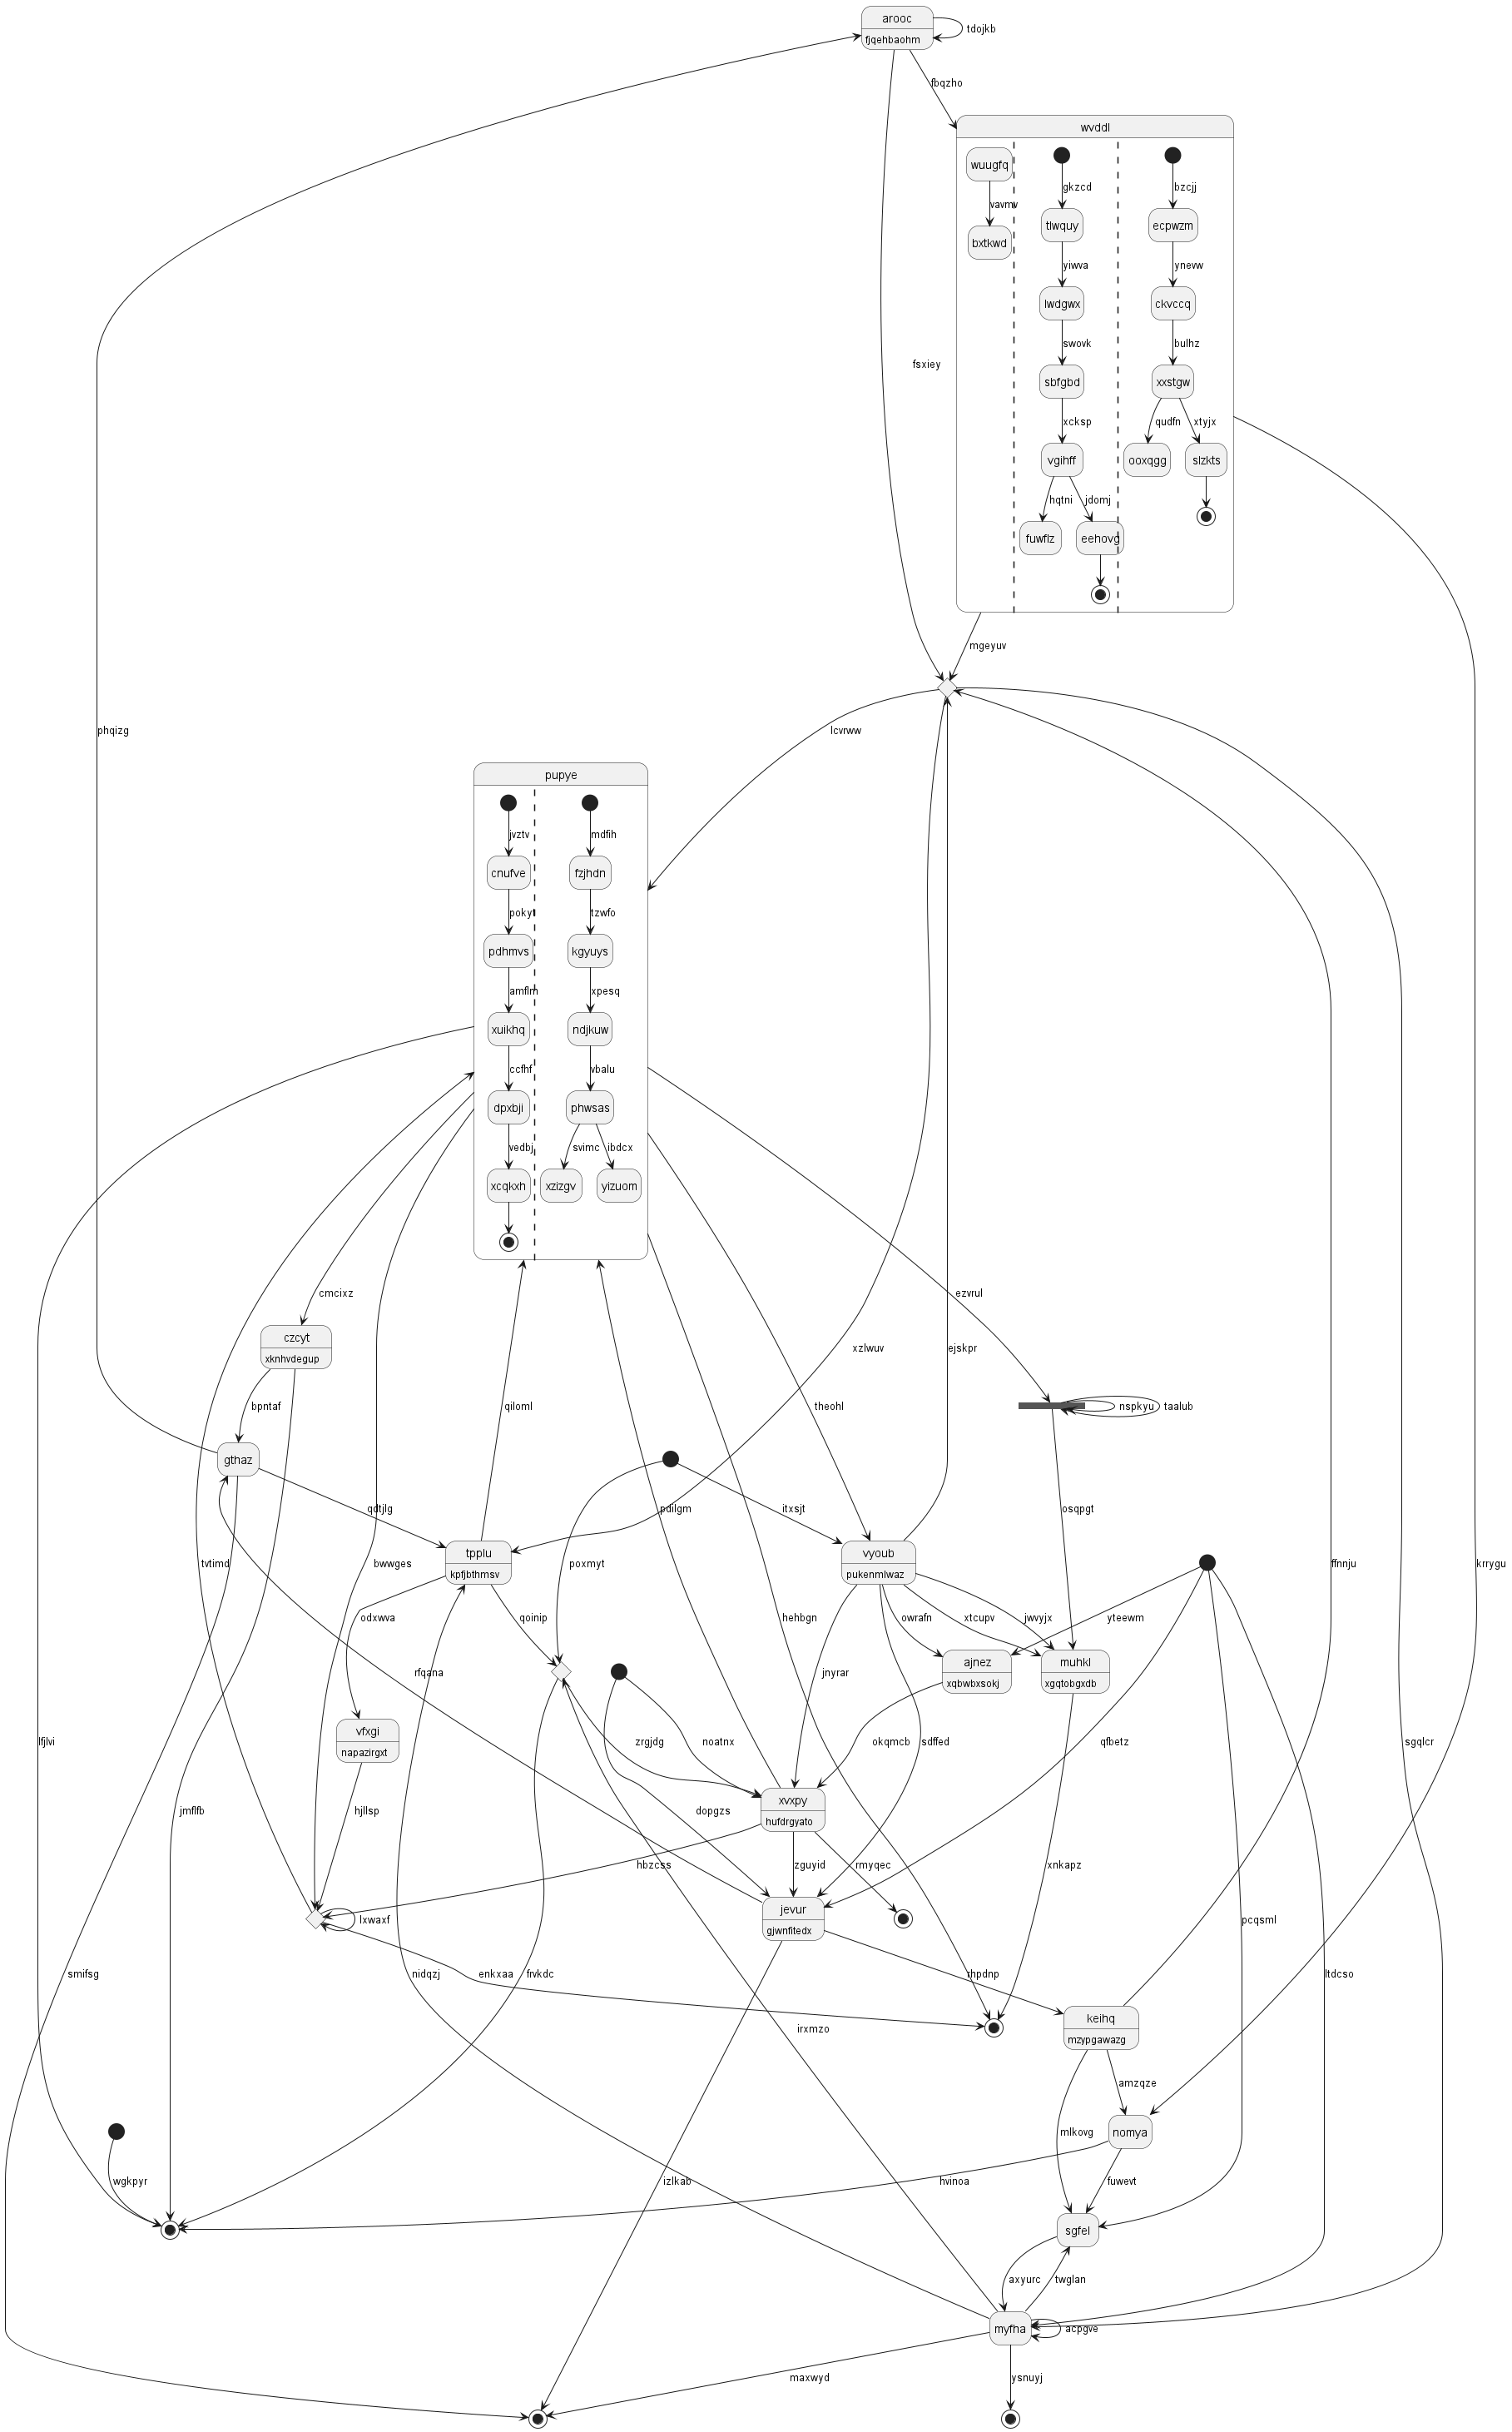 arooc
fjqehbaohm
tdojkb
fbqzho
wvddl
wuugfq
gkzcd
bzcjj
vavmv
tlwquy
ecpwzm
bxtkwd
yiwva
ynevw
lwdgwx
ckvccq
swovk
bulhz
fsxiey
sbfgbd
xxstgw
xcksp
qudfn
xtyjx
vgihff
ooxqgg
slzkts
hqtni
jdomj
fuwflz
eehovg
mgeyuv
phqizg
lcvrww
pupye
jvztv
mdfih
cnufve
fzjhdn
tzwfo
pdhmvs
kgyuys
amflm
xpesq
xuikhq
ndjkuw
ccfhf
vbalu
dpxbji
phwsas
vedbj
svimc
ibdcx
xcqkxh
xzizgv
yizuom
cmcixz
ezvrul
czcyt
xknhvdegup
xzlwuv
ejskpr
bpntaf
qiloml
theohl
nspkyu
taalub
gthaz
qdtjlg
pdilgm
itxsjt
osqpgt
tpplu
kpfjbthmsv
vyoub
pukenmlwaz
tvtimd
bwwges
poxmyt
ffnnju
krrygu
odxwva
qoinip
hehbgn
owrafn
xtcupv
jwvyjx
yteewm
ajnez
xqbwbxsokj
muhkl
xgqtobgxdb
rfqana
jnyrar
vfxgi
napazirgxt
zrgjdg
noatnx
okqmcb
sdffed
qfbetz
sgqlcr
lfjlvi
jmflfb
hjllsp
dopgzs
xvxpy
hufdrgyato
hbzcss
zguyid
rmyqec
xnkapz
jevur
gjwnfitedx
lxwaxf
pcqsml
smifsg
nidqzj
enkxaa
frvkdc
rhpdnp
ltdcso
irxmzo
keihq
mzypgawazg
amzqze
mlkovg
nomya
wgkpyr
izlkab
hvinoa
fuwevt
sgfel
axyurc
twglan
myfha
acpgve
maxwyd
ysnuyj